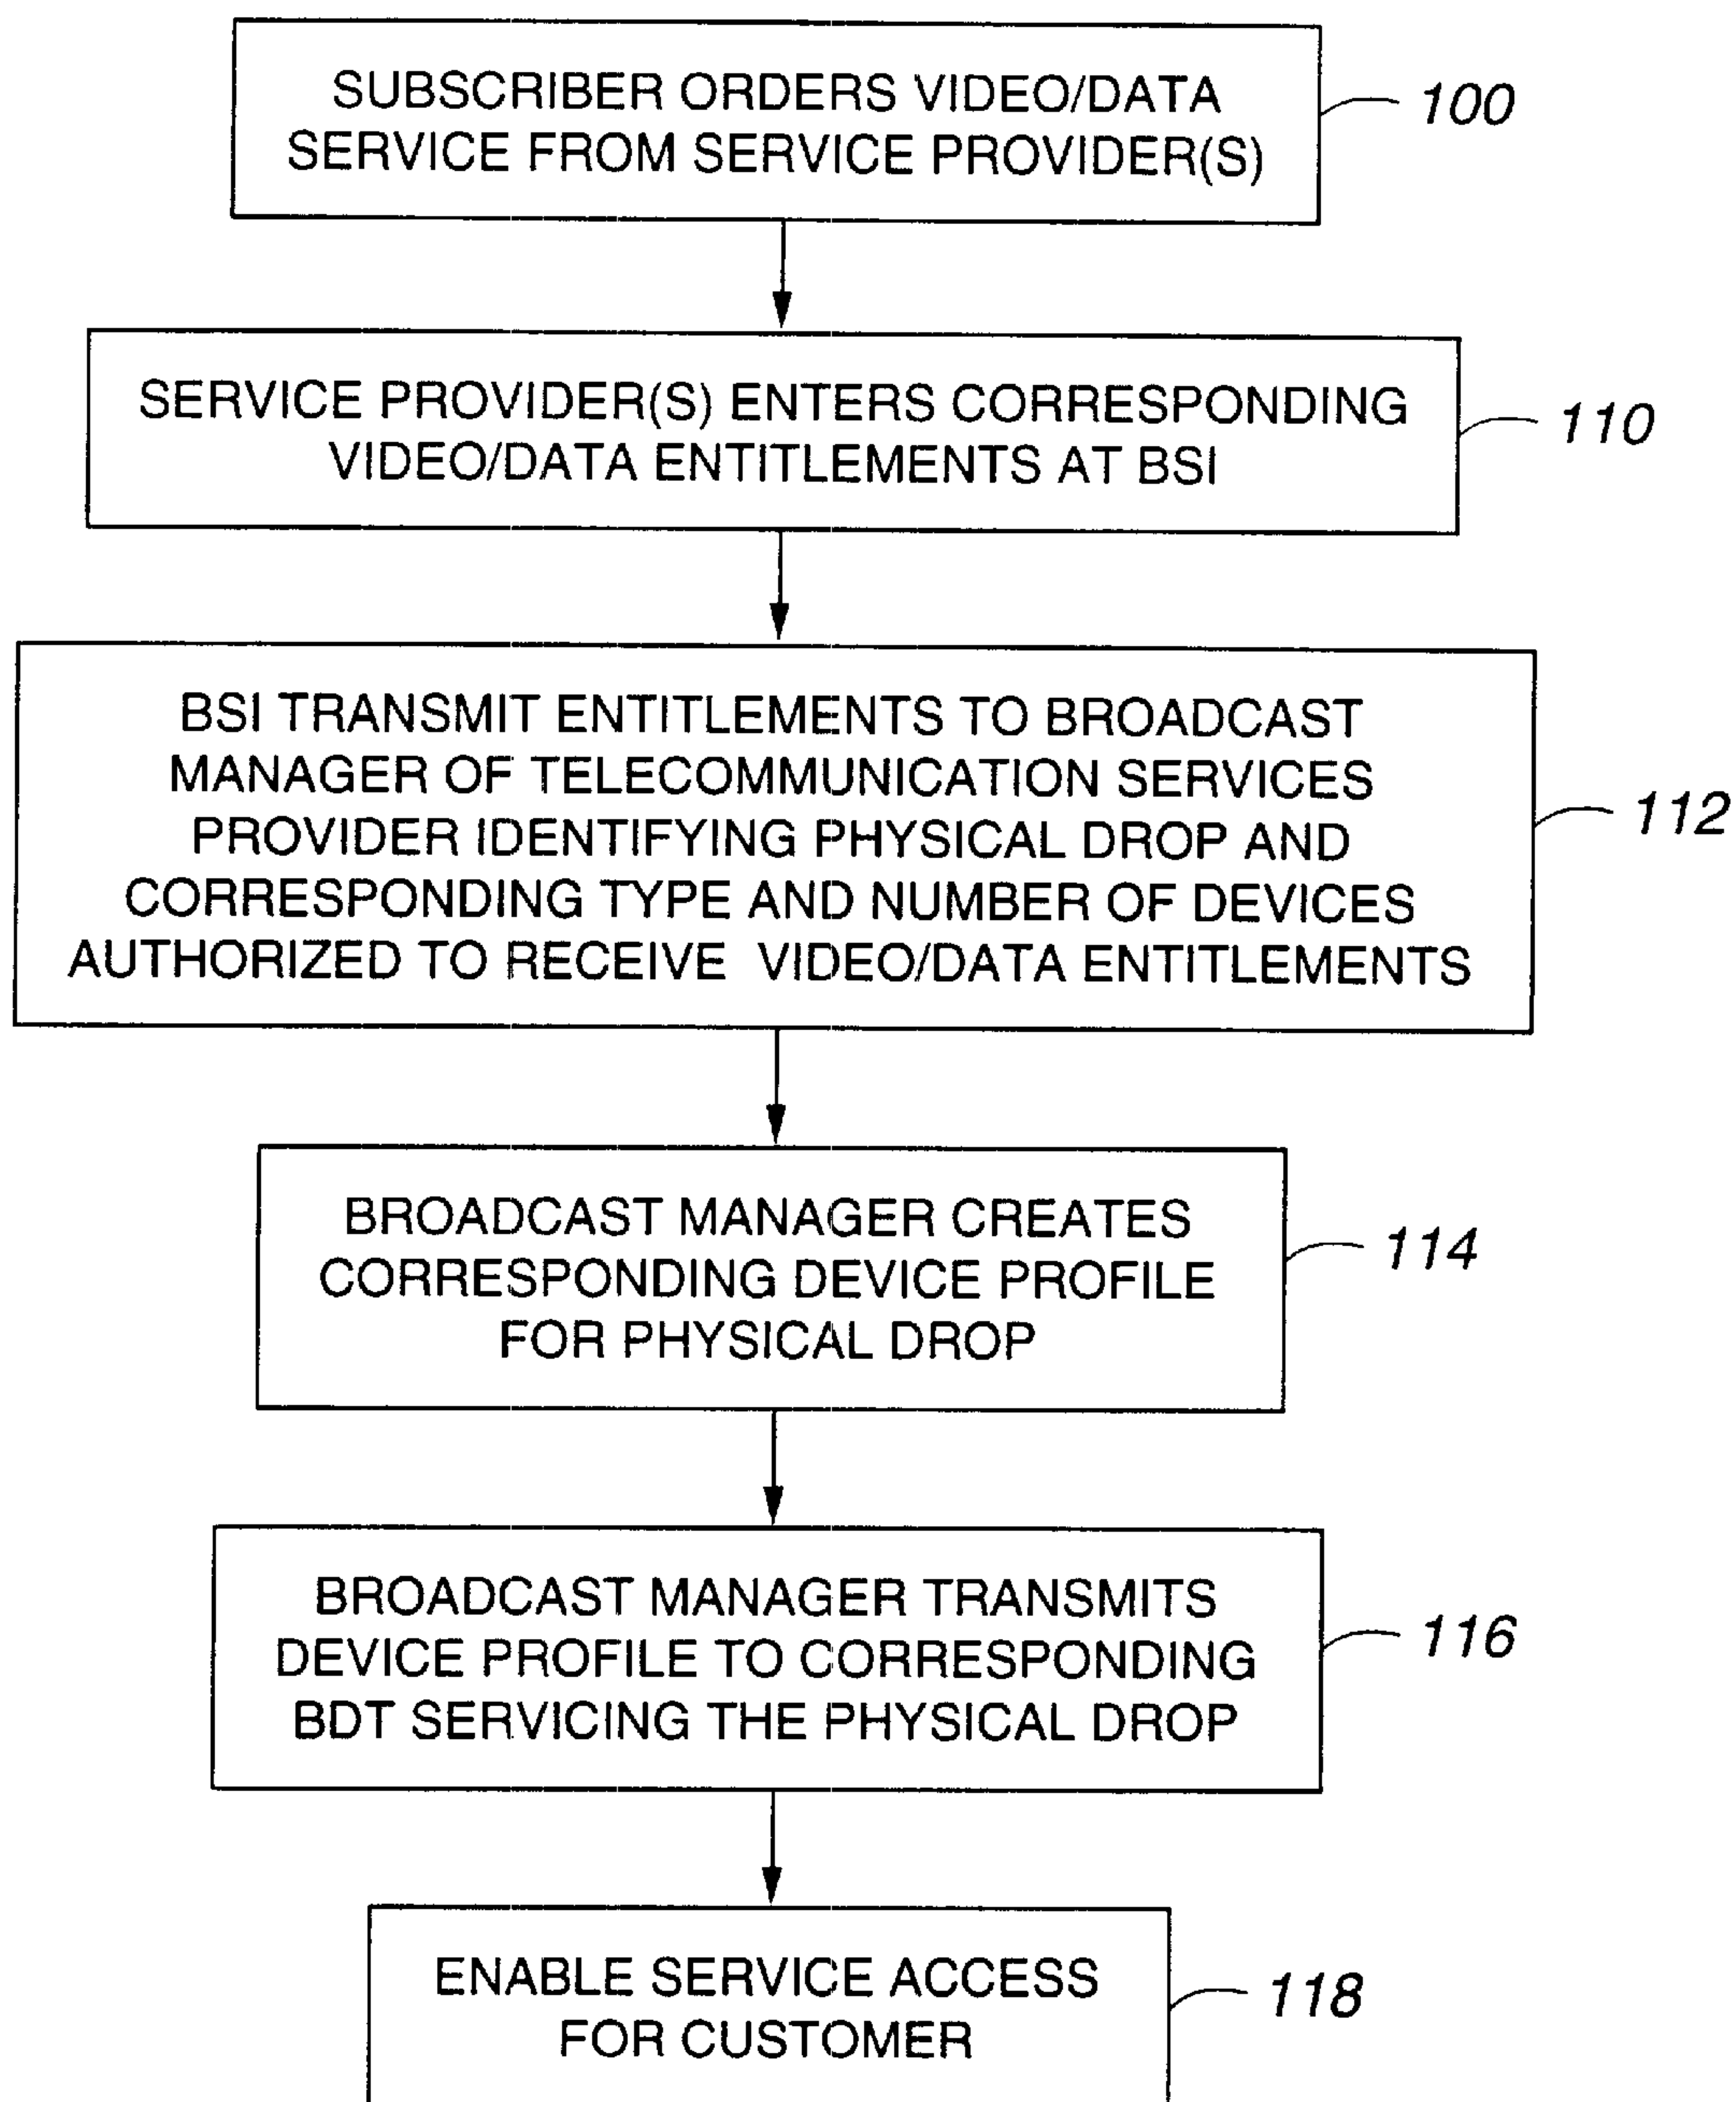 SUBSCRIBER ORDERS VIDEO/DATA
SERVICE FROM SERVICE PROVIDER(S)
100
SERVICE PROVIDER(S) ENTERS CORRESPONDING
VIDEO/DATA ENTITLEMENTS AT BSI
110
BSI TRANSMIT ENTITLEMENTS TO BROADCAST
MANAGER OF TELECOMMUNICATION SERVICES
PROVIDER IDENTIFYING PHYSICAL DROP AND
CORRESPONDING TYPE AND NUMBER OF DEVICES
AUTHORIZED TO RECEIVE VIDEO/DATA ENTITLEMENTS
112
BROADCAST MANAGER CREATES
CORRESPONDING DEVICE PROFILE
FOR PHYSICAL DROP
114
BROADCAST MANAGER TRANSMITS
DEVICE PROFILE TO CORRESPONDING
BDT SERVICING THE PHYSICAL DROP
116
ENABLE SERVICE ACCESS
FOR CUSTOMER
118